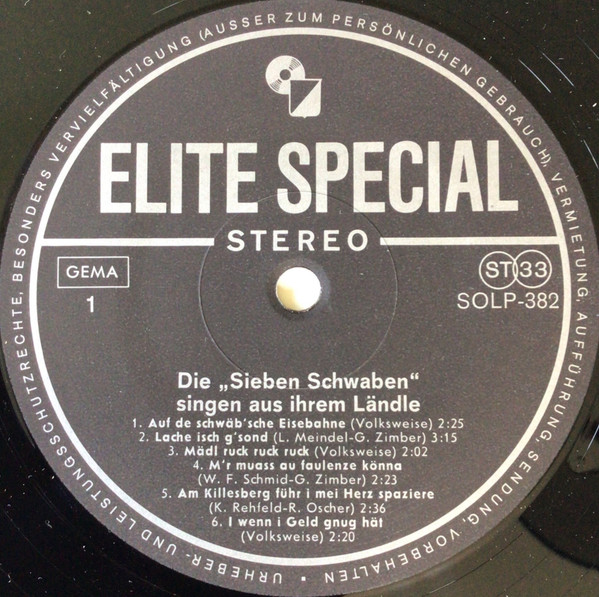 URHEBER- UND LEISTUNGSSCHUTZRECHTE, BESONDERS VERVIELFÄLTIGUNG (AUSSER ZUM PERSÖNLICHEN GEBRAUCH), VERMIETUNG, AUFFÜHRUNG, SENDUNG, VORBEHALTEN •
ELITE SPECIAL
STEREO
GEMA
ST 33
1
SOLP-382
Die „Sieben Schwaben“
singen aus ihrem Ländle
1. Auf de schwäb'sche Eisebahne (Volksweise) 2:25
2. Lache isch g'sond (L. Meindel-G. Zimber) 3:15
3. Mädl ruck ruck ruck (Volksweise) 2:02
4. M'r muass au faulenze könna
(W. F. Schmid-G. Zimber) 2:23
5. Am Killesberg führ i mei Herz spaziere
(K. Rehfeld-R. Oscher) 2:36
6. I wenn i Geld gnug hät
(Volksweise) 2:20